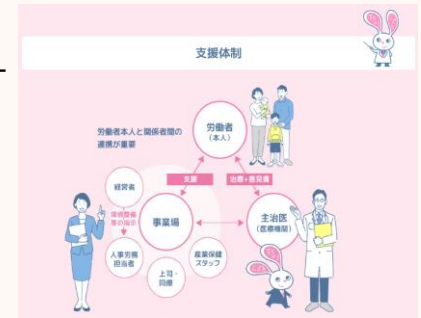 支援体制
労働者本人と関係者間の
連携が重要
労働者
(本人)
支援
治療・意見書
経営者
環境整備
等の指示
事業場
主治医
(医療機関)
人事労務
担当者
上司・
同僚
産業保健
スタッフ